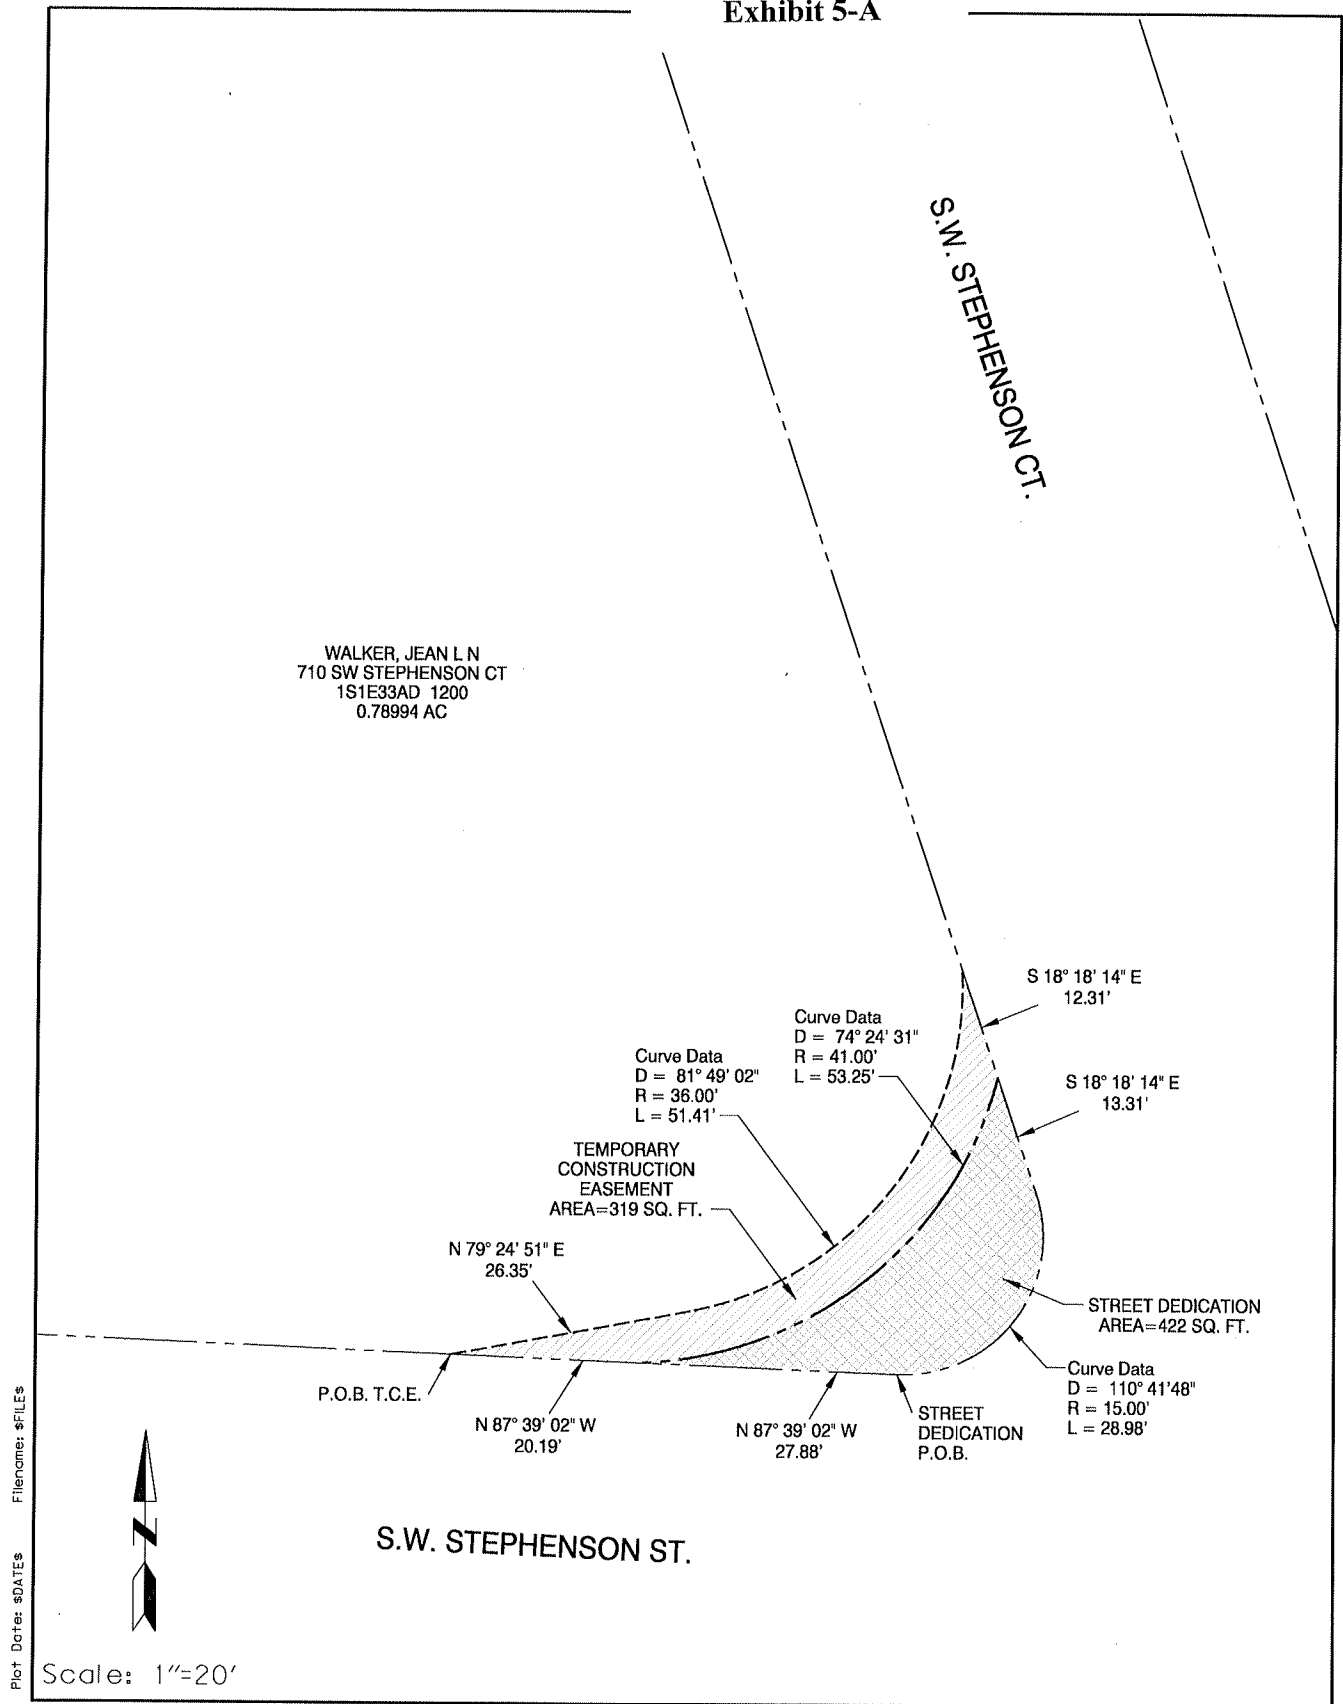 Exhibit 5-A
S.W. STEPHENSON CT.
WALKER, JEAN L N
710 SW STEPHENSON CT
1S1E33AD 1200
0.78994 AC
S 18° 18' 14" E
12.31'
Curve Data
D = 74° 24' 31"
R = 41.00'
L = 53.25'
Curve Data
D = 81° 49' 02"
R = 36.00'
L = 51.41'
S 18° 18' 14" E
13.31'
TEMPORARY
CONSTRUCTION
EASEMENT
AREA=319 SQ. FT.
N 79° 24' 51" E
26.35'
STREET DEDICATION
AREA=422 SQ. FT.
Curve Data
D = 110° 41'48"
R = 15.00'
L = 28.98'
P.O.B. T.C.E.
N 87° 39' 02" W
20.19'
N 87° 39' 02" W
27.88'
STREET
DEDICATION
P.O.B.
N
S.W. STEPHENSON ST.
Scale: 1"=20'
Plot Date: $DATE$ Filename: $FILE$